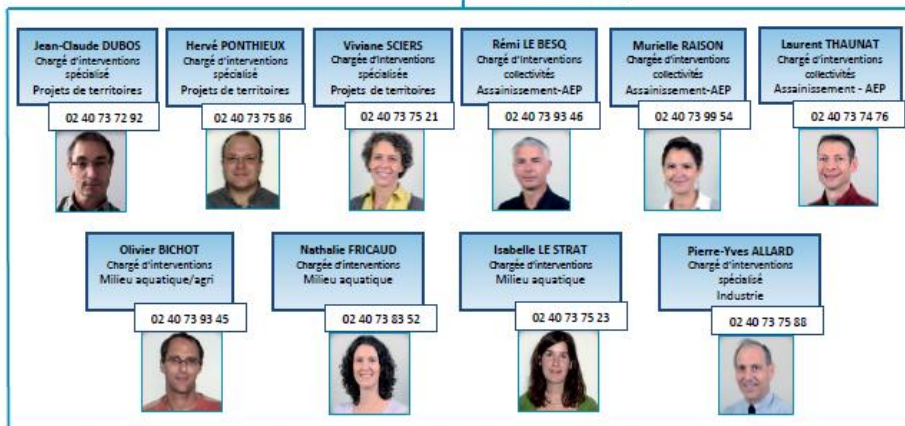 Jean-Claude DUBOS
Chargé d'interventions
spécialisé
Projets de territoires
02 40 73 72 92
Hervé PONTHIEUX
Chargé d'interventions
spécialisé
Projets de territoires
02 40 73 75 86
Viviane SCIERS
Chargée d'interventions
spécialisée
Projets de territoires
02 40 73 75 21
Rémi LE BESQ
Chargé d'interventions
collectivités
Assainissement-AEP
02 40 73 93 46
Murielle RAISON
Chargée d'interventions
collectivités
Assainissement-AEP
02 40 73 99 54
Laurent THAUNAT
Chargé d'interventions
collectivités
Assainissement - AEP
02 40 73 74 76
Olivier BICHOT
Chargé d'interventions
Milieu aquatique/agri
02 40 73 93 45
Nathalie FRICAUD
Chargée d'interventions
Milieu aquatique
02 40 73 83 52
Isabelle LE STRAT
Chargée d'interventions
Milieu aquatique
02 40 73 75 23
Pierre-Yves ALLARD
Chargé d'interventions
spécialisé
Industrie
02 40 73 75 88